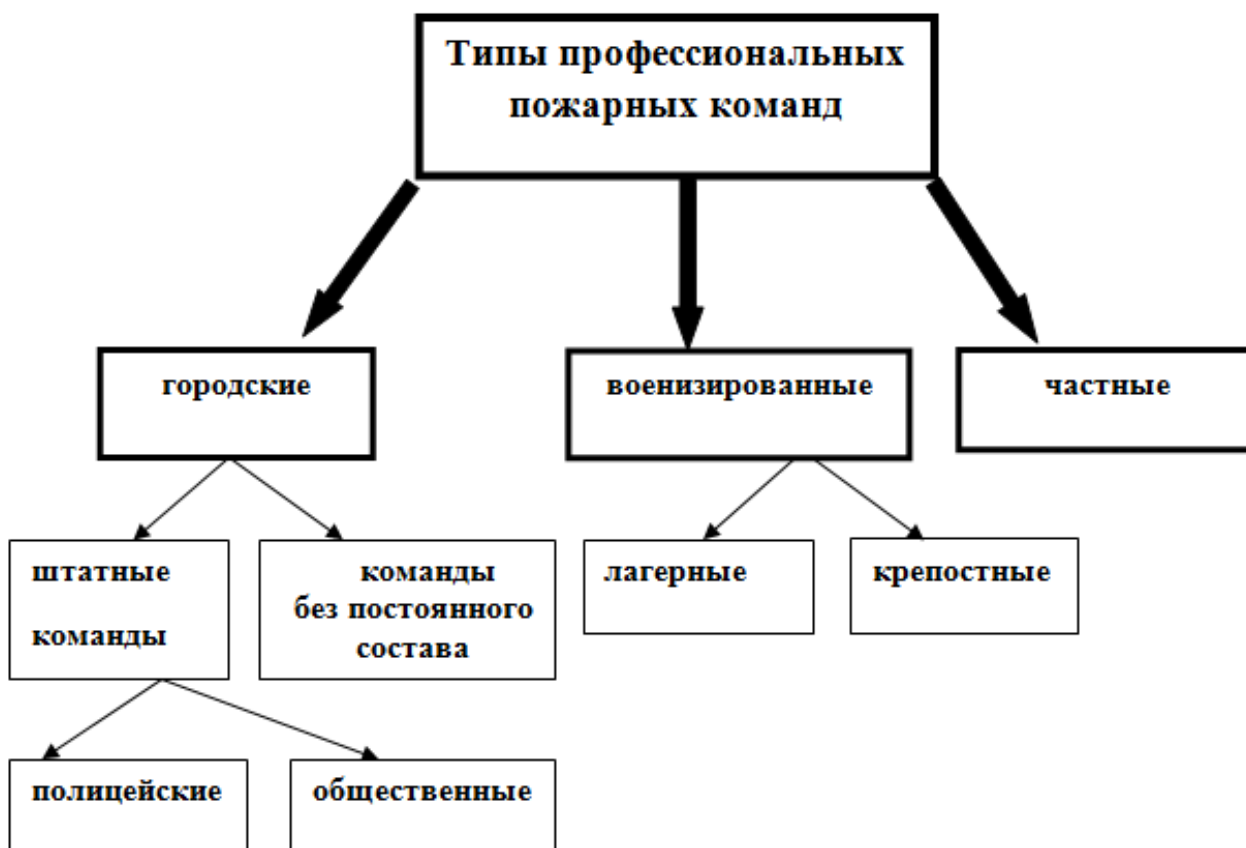 Типы профессиональных
пожарных команд
городские
военизированные
частные
штатные
команды
команды
без постоянного
состава
лагерные
крепостные
полицейские
общественные